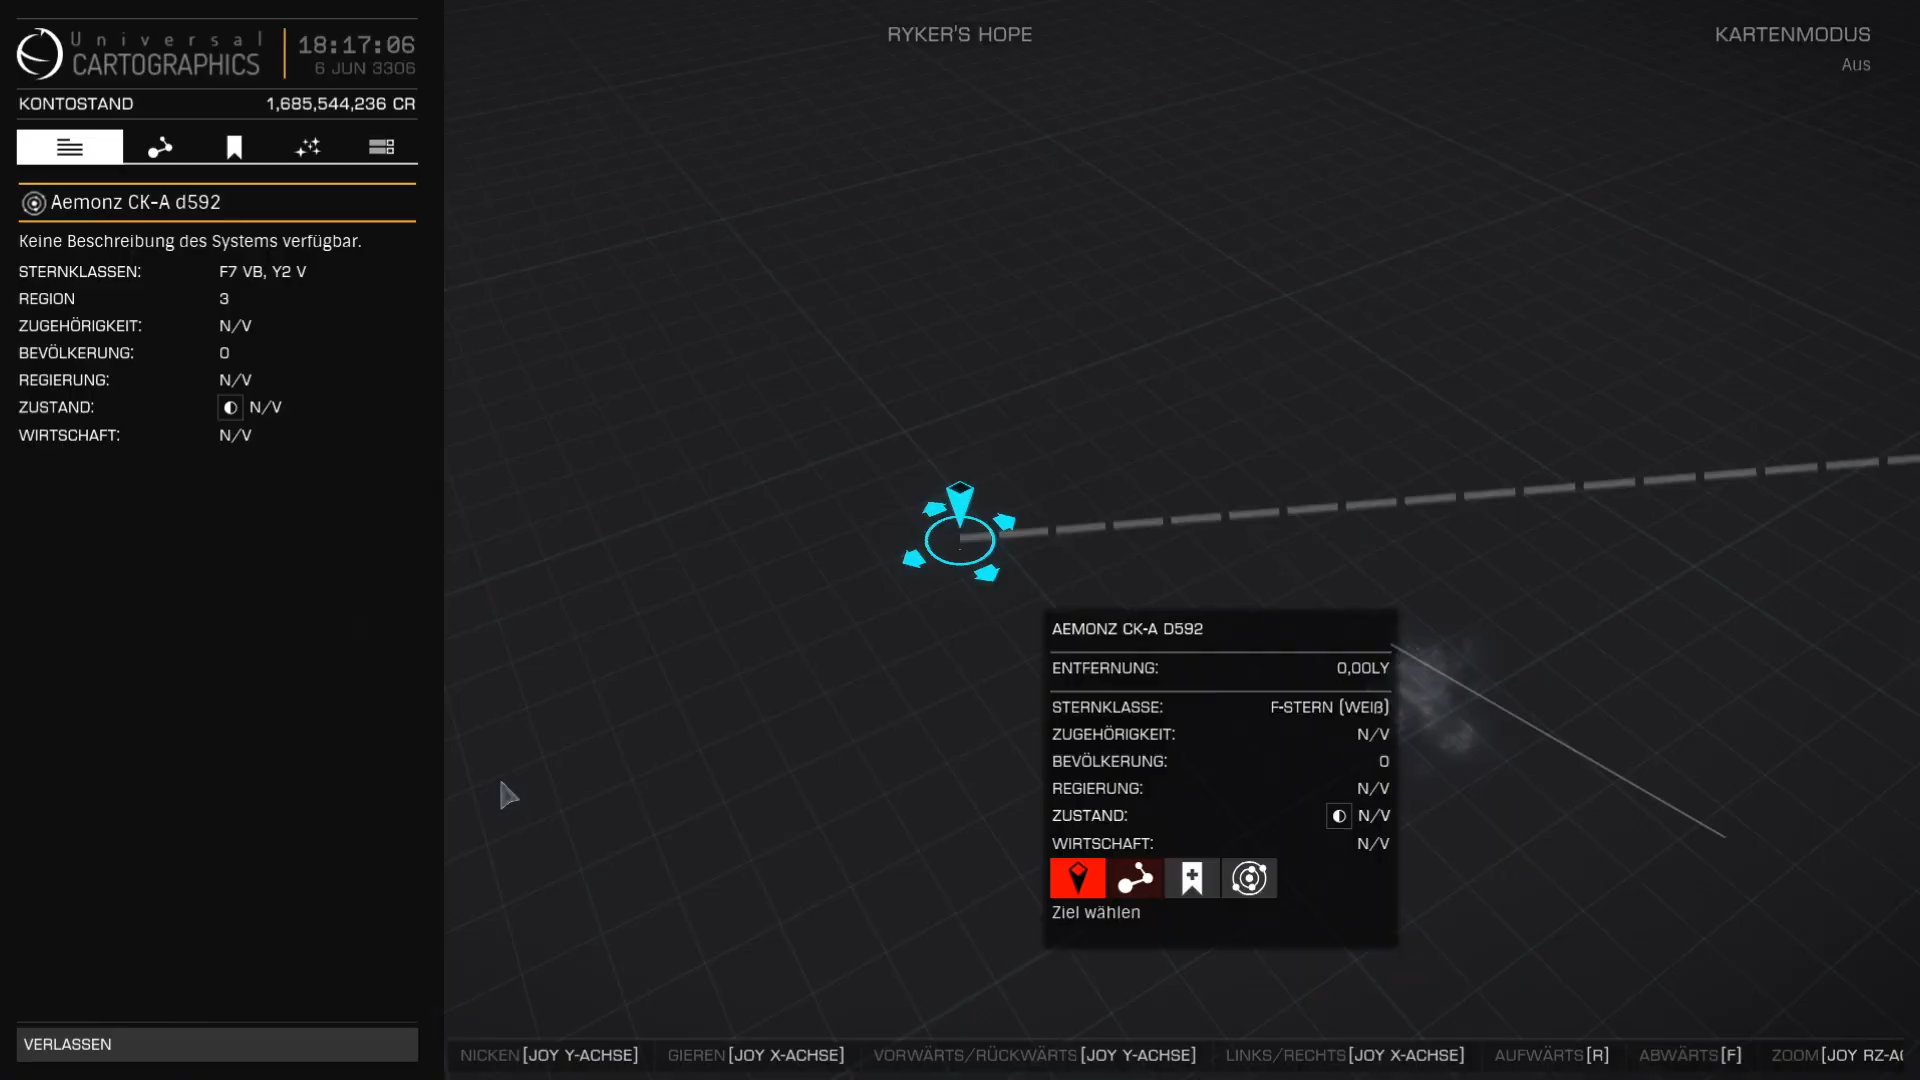 Universal
CARTOGRAPHICS
18:17:06
6 JUN 3306
KONTOSTAND 1,685,544,236 CR
Aemonz CK-A d592
Keine Beschreibung des Systems verfügbar.
STERNKLASSEN: F7 VB, Y2 V
REGION 3
ZUGEHÖRIGKEIT: N/V
BEVÖLKERUNG: 0
REGIERUNG: N/V
ZUSTAND: N/V
WIRTSCHAFT: N/V
VERLASSEN
RYKER'S HOPE
KARTENMODUS
Aus
AEMONZ CK-A D592
ENTFERNUNG: 0,00LY
STERNKLASSE: F-STERN (WEIß)
ZUGEHÖRIGKEIT: N/V
BEVÖLKERUNG: 0
REGIERUNG: N/V
ZUSTAND: N/V
WIRTSCHAFT: N/V
Ziel wählen
NICKEN [JOY Y-ACHSE] GIEREN [JOY X-ACHSE] VORWÄRTS/RÜCKWÄRTS [JOY Y-ACHSE] LINKS/RECHTS [JOY X-ACHSE] AUFWÄRTS [R] ABWÄRTS [F] ZOOM [JOY RZ-AC